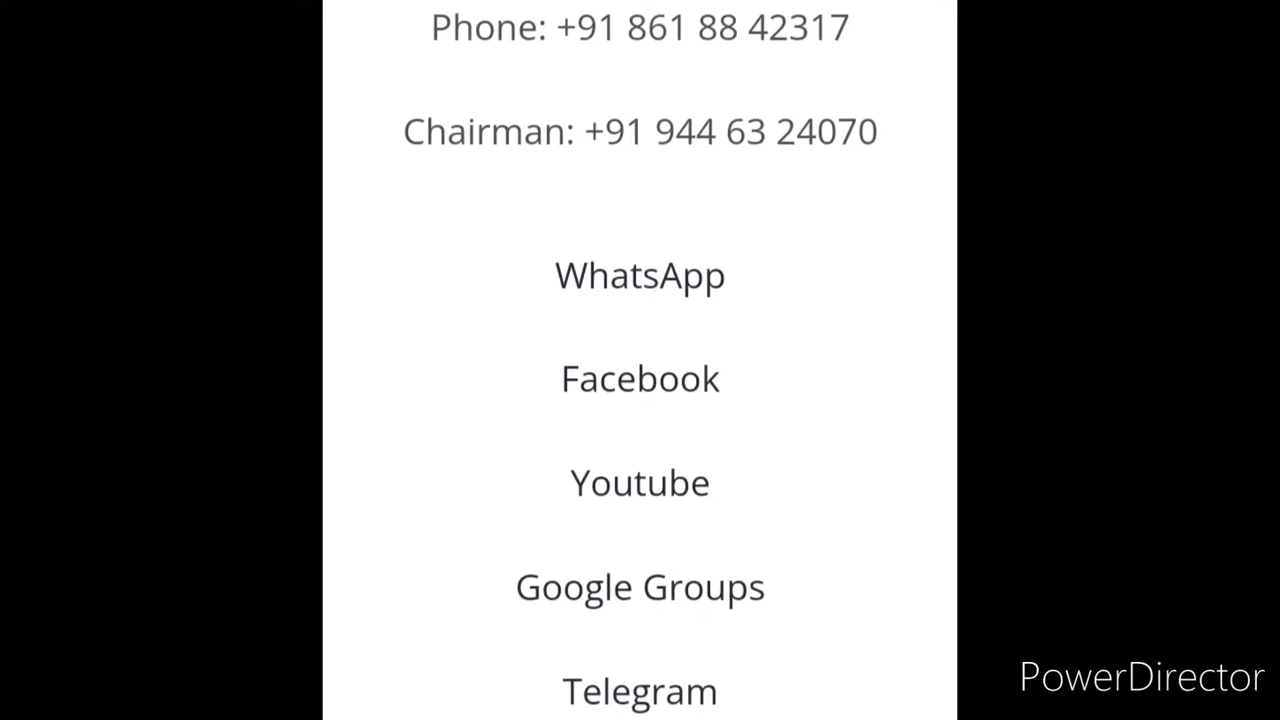 Phone: +91 861 88 42317
Chairman: +91 944 63 24070
WhatsApp
Facebook
Youtube
Google Groups
Telegram
PowerDirector